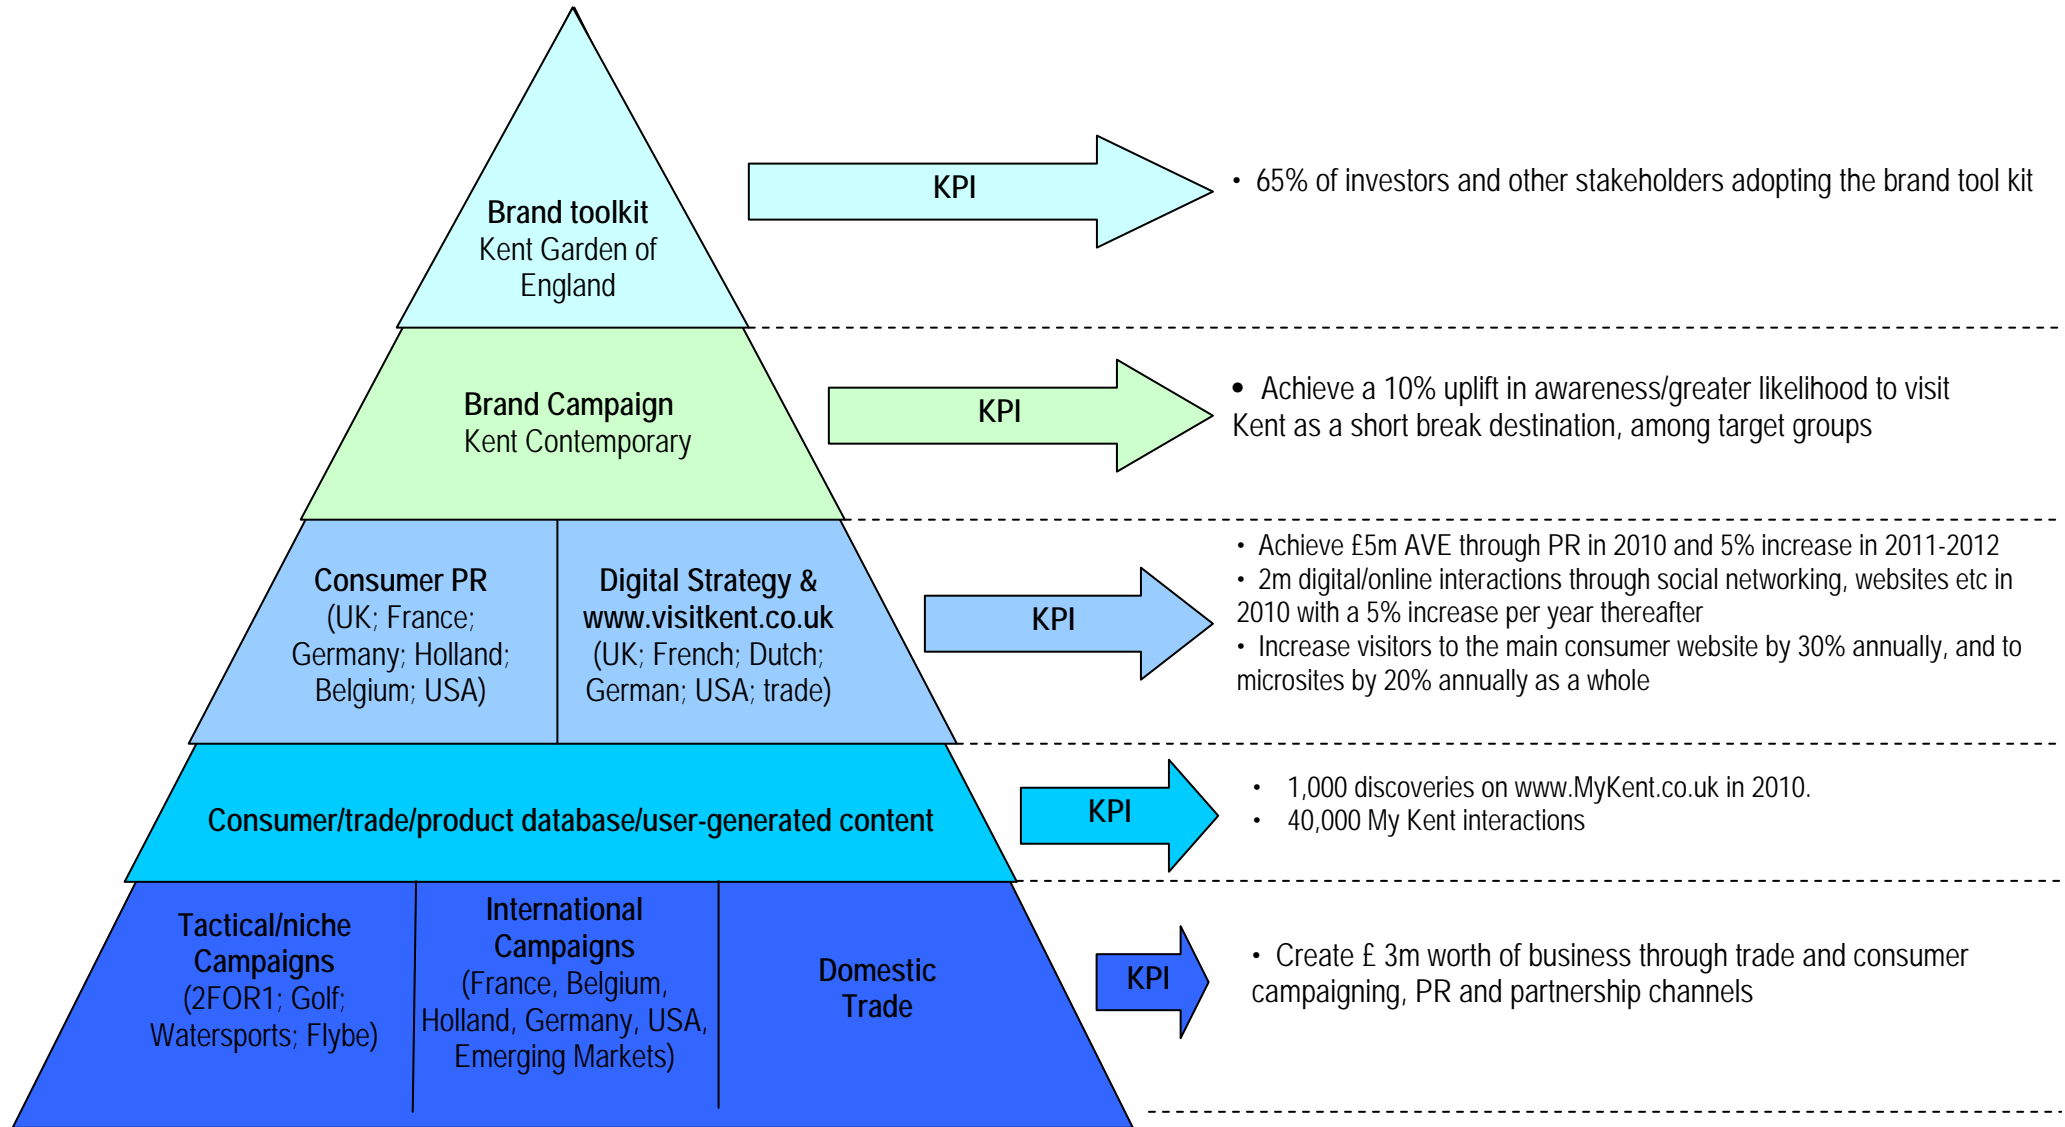 Brand toolkit
Kent Garden of
England
KPI
• 65% of investors and other stakeholders adopting the brand tool kit
Brand Campaign
Kent Contemporary
KPI
• Achieve a 10% uplift in awareness/greater likelihood to visit
Kent as a short break destination, among target groups
Consumer PR
(UK; France;
Germany; Holland;
Belgium; USA)
Digital Strategy &
www.visitkent.co.uk
(UK; French; Dutch;
German; USA; trade)
KPI
• Achieve £5m AVE through PR in 2010 and 5% increase in 2011-2012
• 2m digital/online interactions through social networking, websites etc in
2010 with a 5% increase per year thereafter
• Increase visitors to the main consumer website by 30% annually, and to
microsites by 20% annually as a whole
Consumer/trade/product database/user-generated content
KPI
• 1,000 discoveries on www.MyKent.co.uk in 2010.
• 40,000 My Kent interactions
Tactical/niche
Campaigns
(2FOR1; Golf;
Watersports; Flybe)
International
Campaigns
(France, Belgium,
Holland, Germany, USA,
Emerging Markets)
Domestic
Trade
KPI
• Create £ 3m worth of business through trade and consumer
campaigning, PR and partnership channels